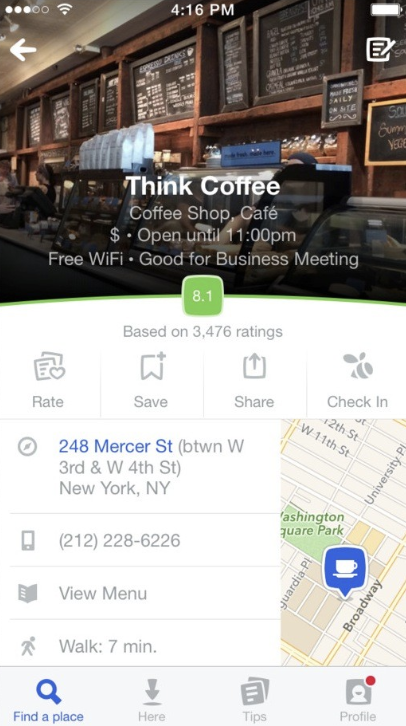 4:16 PM
Think Coffee
Coffee Shop, Café
$ • Open until 11:00pm
Free WiFi • Good for Business Meeting
8.1
Based on 3,476 ratings
Rate
Save
Share
Check In
248 Mercer St (btwn W
3rd & W 4th St)
New York, NY
(212) 228-6226
View Menu
Walk: 7 min.
12th St
W 11th St
University Pl
Washington
Square Park
guardia Pl
Broadway
Find a place
Here
Tips
Profile